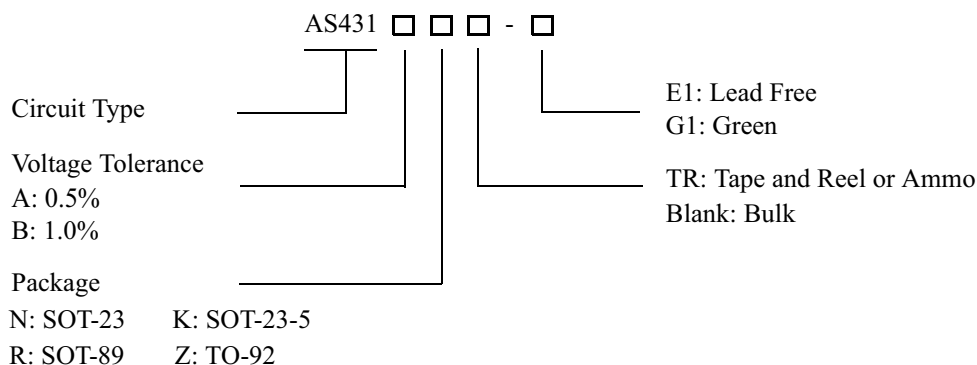 AS431 □ □ □ - □
Circuit Type
Voltage Tolerance
A: 0.5%
B: 1.0%
Package
N: SOT-23 K: SOT-23-5
R: SOT-89 Z: TO-92
E1: Lead Free
G1: Green
TR: Tape and Reel or Ammo
Blank: Bulk